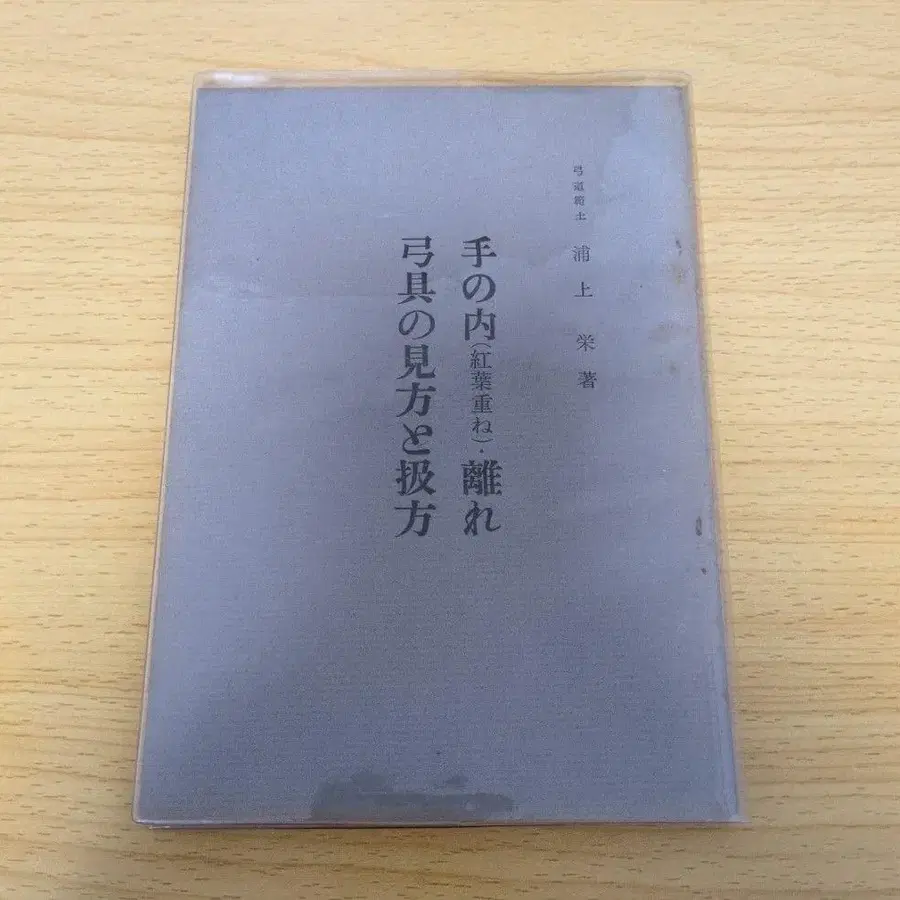 弓道範士 浦上 栄 著
手の内(紅葉重ね)・離れ
弓具の見方と扱方